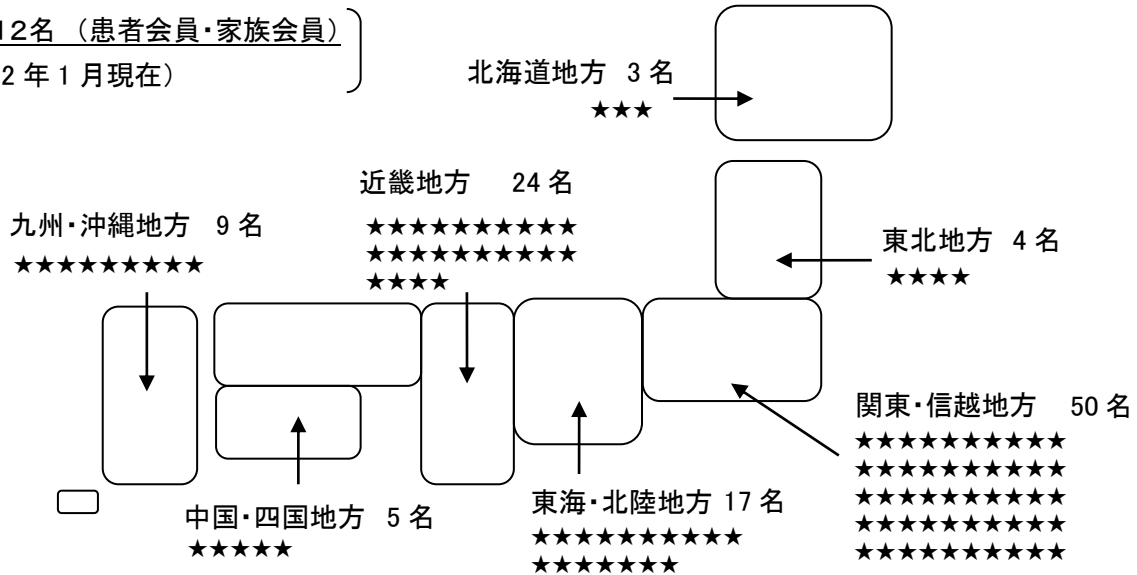 12名 （患者会員・家族会員）
2年1月現在）
北海道地方 3名
★★★
近畿地方 24名
★★★★★★★★★★
★★★★★★★★★★
★★★★
九州・沖縄地方 9名
★★★★★★★★★
東北地方 4名
★★★★
関東・信越地方 50名
★★★★★★★★★★
★★★★★★★★★★
★★★★★★★★★★
★★★★★★★★★★
★★★★★★★★★★
東海・北陸地方 17名
★★★★★★★★★★
★★★★★★★
中国・四国地方 5名
★★★★★